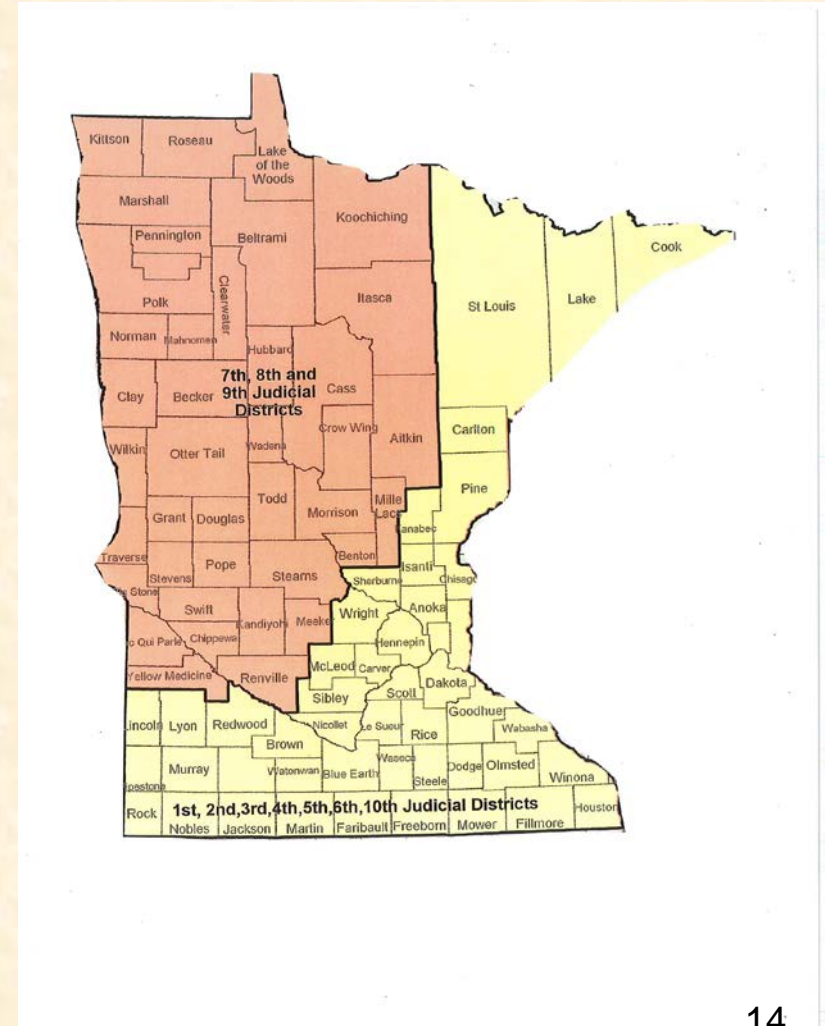 Kittson
Roseau
Lake
of the
Woods
Marshall
Koochiching
Pennington
Beltrami
Cook
Clearwater
Polk
Itasca
St Louis
Lake
Norman
Mahnomen
Hubbard
7th, 8th and
9th Judicial
Districts
Cass
Clay
Becker
Crow Wing
Aitkin
Carlton
Wilkin
Otter Tail
Wadena
Pine
Todd
Mille
Lacs
Grant
Douglas
Morrison
Kanabec
Traverse
Benton
Pope
Stevens
Stearns
Isanti
Sherburne
Chisago
Stone
Swift
Wright
Anoka
Kandiyohi
Meeker
Qui Parle
Chippewa
Hennepin
McLeod
Carver
Yellow Medicine
Renville
Dakota
Sibley
Scott
Goodhue
Lincoln
Lyon
Redwood
Nicollet
Le Sueur
Rice
Wabasha
Brown
Waseca
Murray
Watonwan
Blue Earth
Steele
Dodge
Olmsted
Winona
pestone
Rock
1st, 2nd,3rd,4th,5th,6th,10th Judicial Districts
Houston
Nobles
Jackson
Martin
Faribault
Freeborn
Mower
Fillmore
14